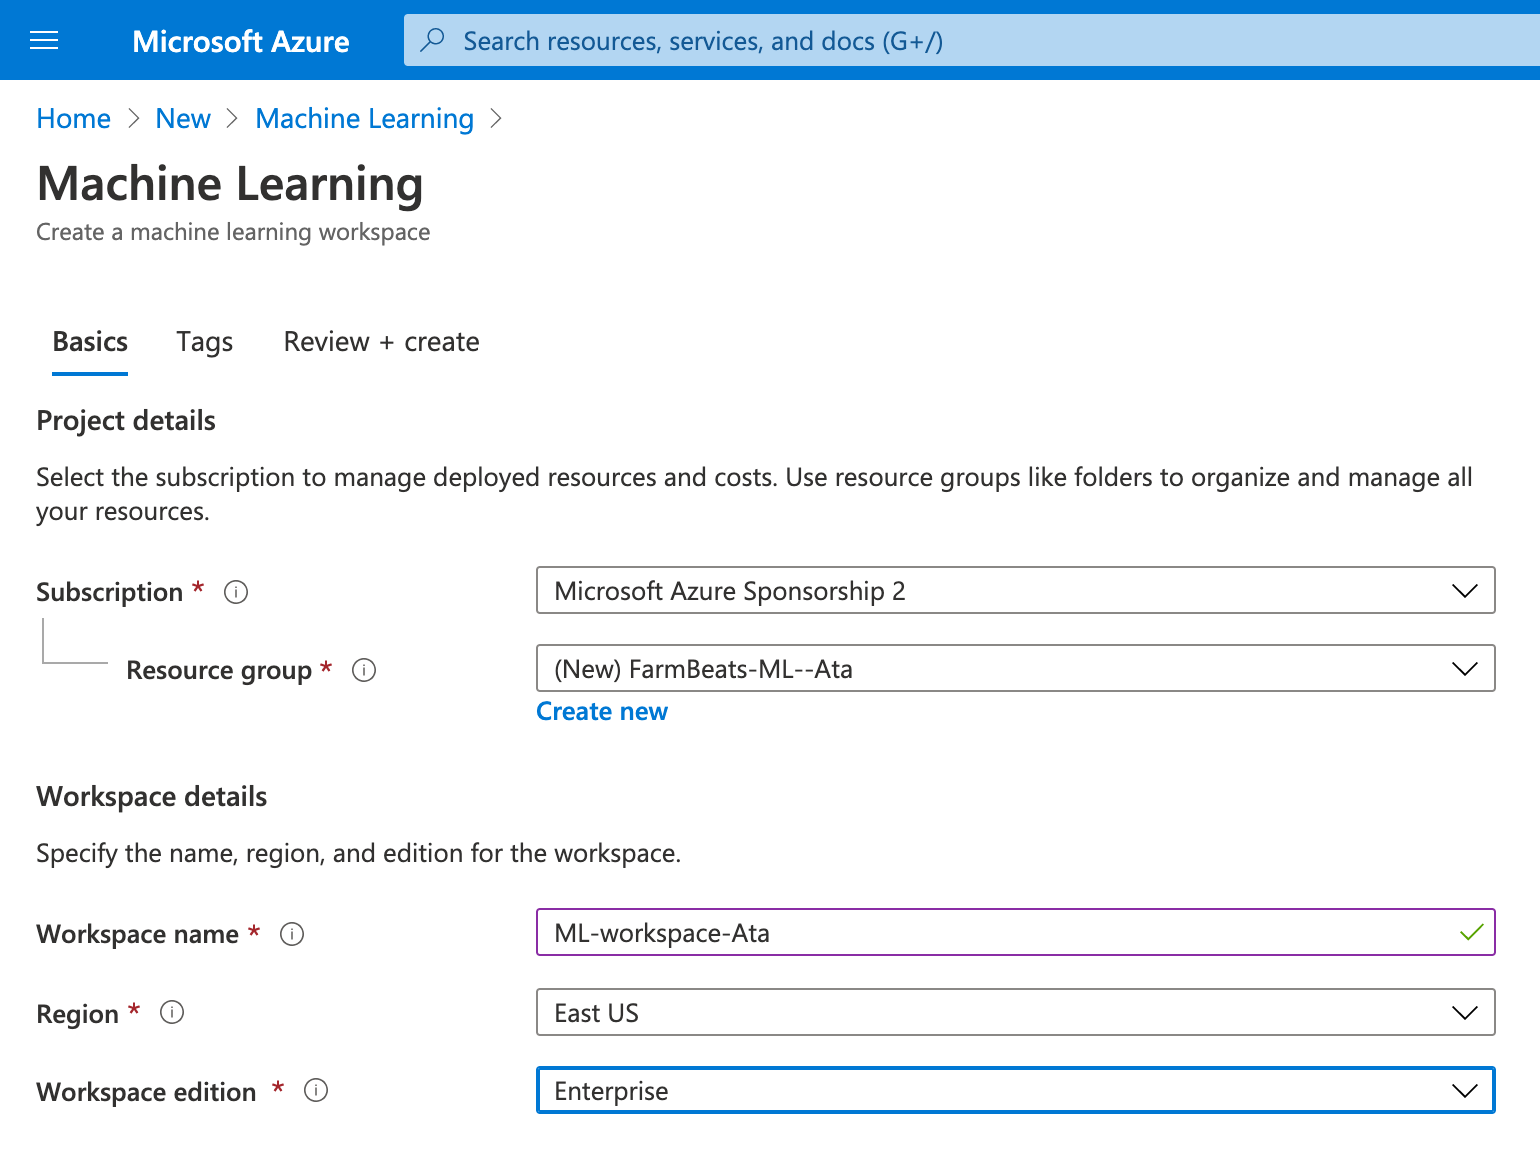 Microsoft Azure
Search resources, services, and docs (G+/)
Home > New > Machine Learning >
Machine Learning
Create a machine learning workspace
Basics Tags Review + create
Project details
Select the subscription to manage deployed resources and costs. Use resource groups like folders to organize and manage all
your resources.
Subscription * Microsoft Azure Sponsorship 2
Resource group * (New) FarmBeats-ML--Ata
Create new
Workspace details
Specify the name, region, and edition for the workspace.
Workspace name * ML-workspace-Ata
Region * East US
Workspace edition * Enterprise